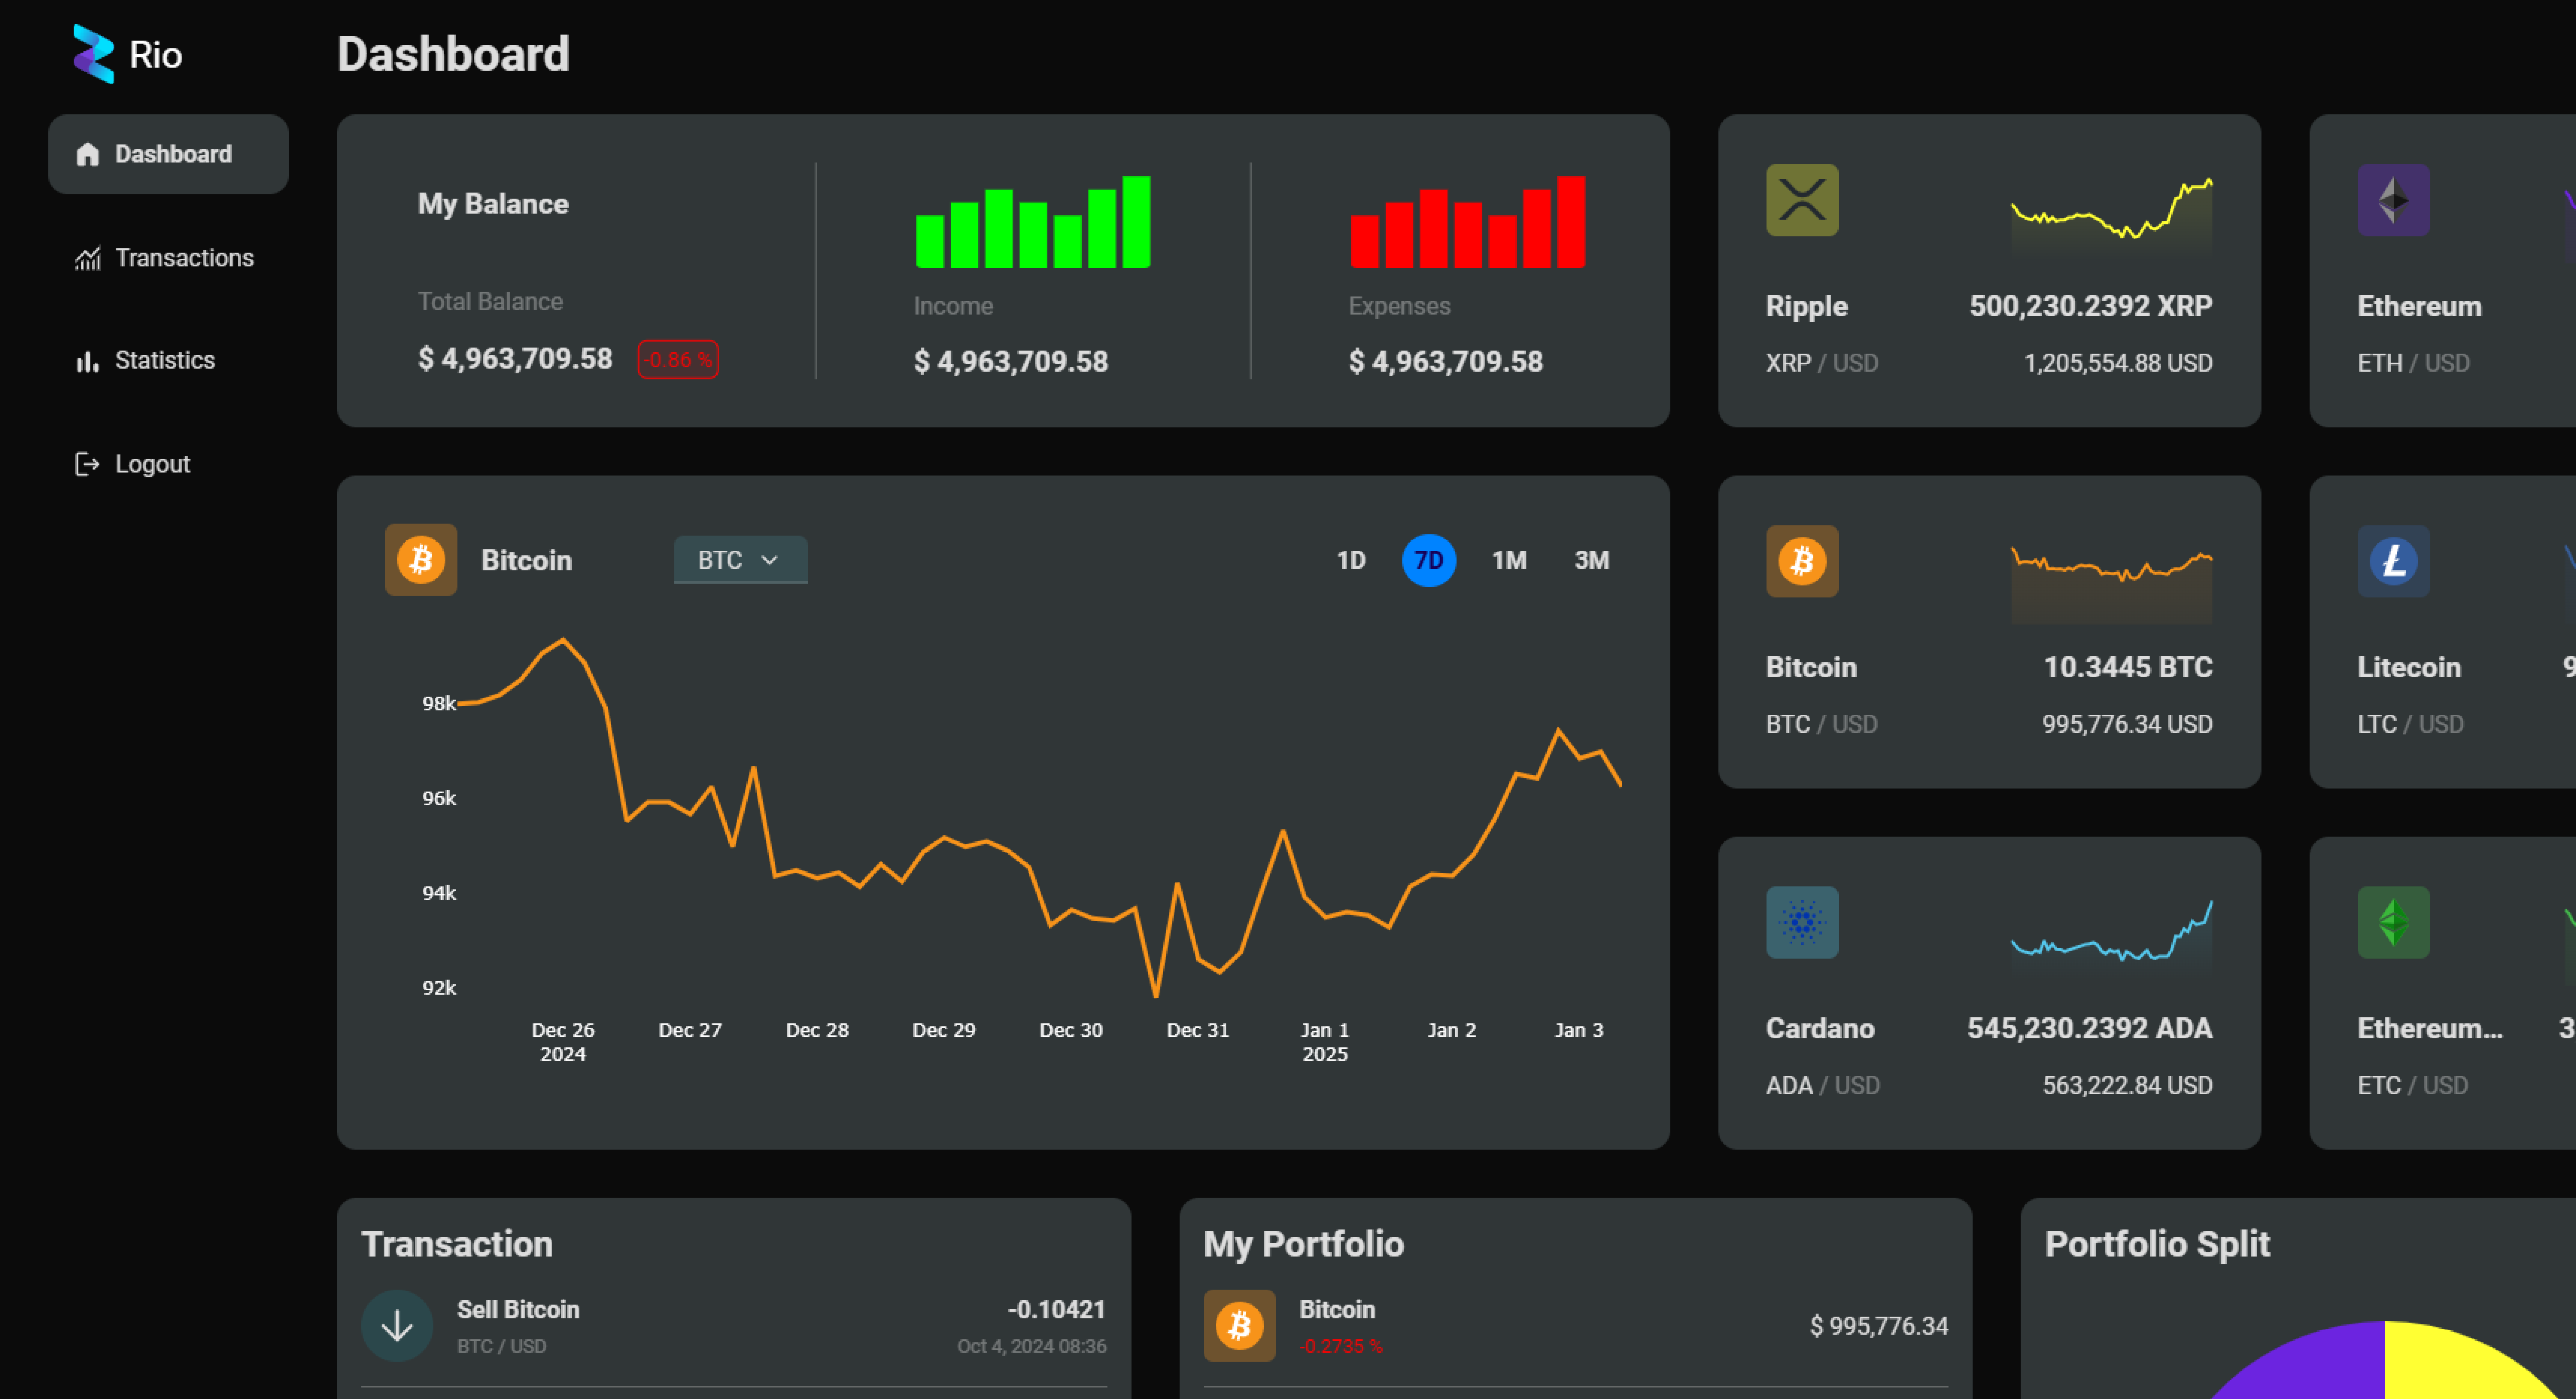 Rio
Dashboard
Dashboard
Transactions
Statistics
Logout
My Balance
Total Balance
$ 4,963,709.58 -0.86 %
Income
$ 4,963,709.58
Expenses
$ 4,963,709.58
Ripple 500,230.2392 XRP
XRP / USD 1,205,554.88 USD
Ethereum
ETH / USD
Bitcoin BTC 1D 7D 1M 3M
98k
96k
94k
92k
Dec 26 Dec 27 Dec 28 Dec 29 Dec 30 Dec 31 Jan 1 Jan 2 Jan 3
2024 2025
Bitcoin 10.3445 BTC
BTC / USD 995,776.34 USD
Litecoin 9
LTC / USD
Cardano 545,230.2392 ADA
ADA / USD 563,222.84 USD
Ethereum... 3
ETC / USD
Transaction
Sell Bitcoin -0.10421
BTC / USD Oct 4, 2024 08:36
My Portfolio
Bitcoin
-0.2735 %
$ 995,776.34
Portfolio Split